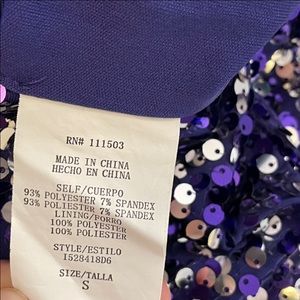 RN# 111503
MADE IN CHINA
HECHO EN CHINA
SELF/CUERPO
93% POLYESTER 7% SPANDEX
93% POLIESTER 7% SPANDEX
LINING/FORRO
100% POLYESTER
100% POLIESTER
STYLE/ESTILO
I528418D6
SIZE/TALLA
S